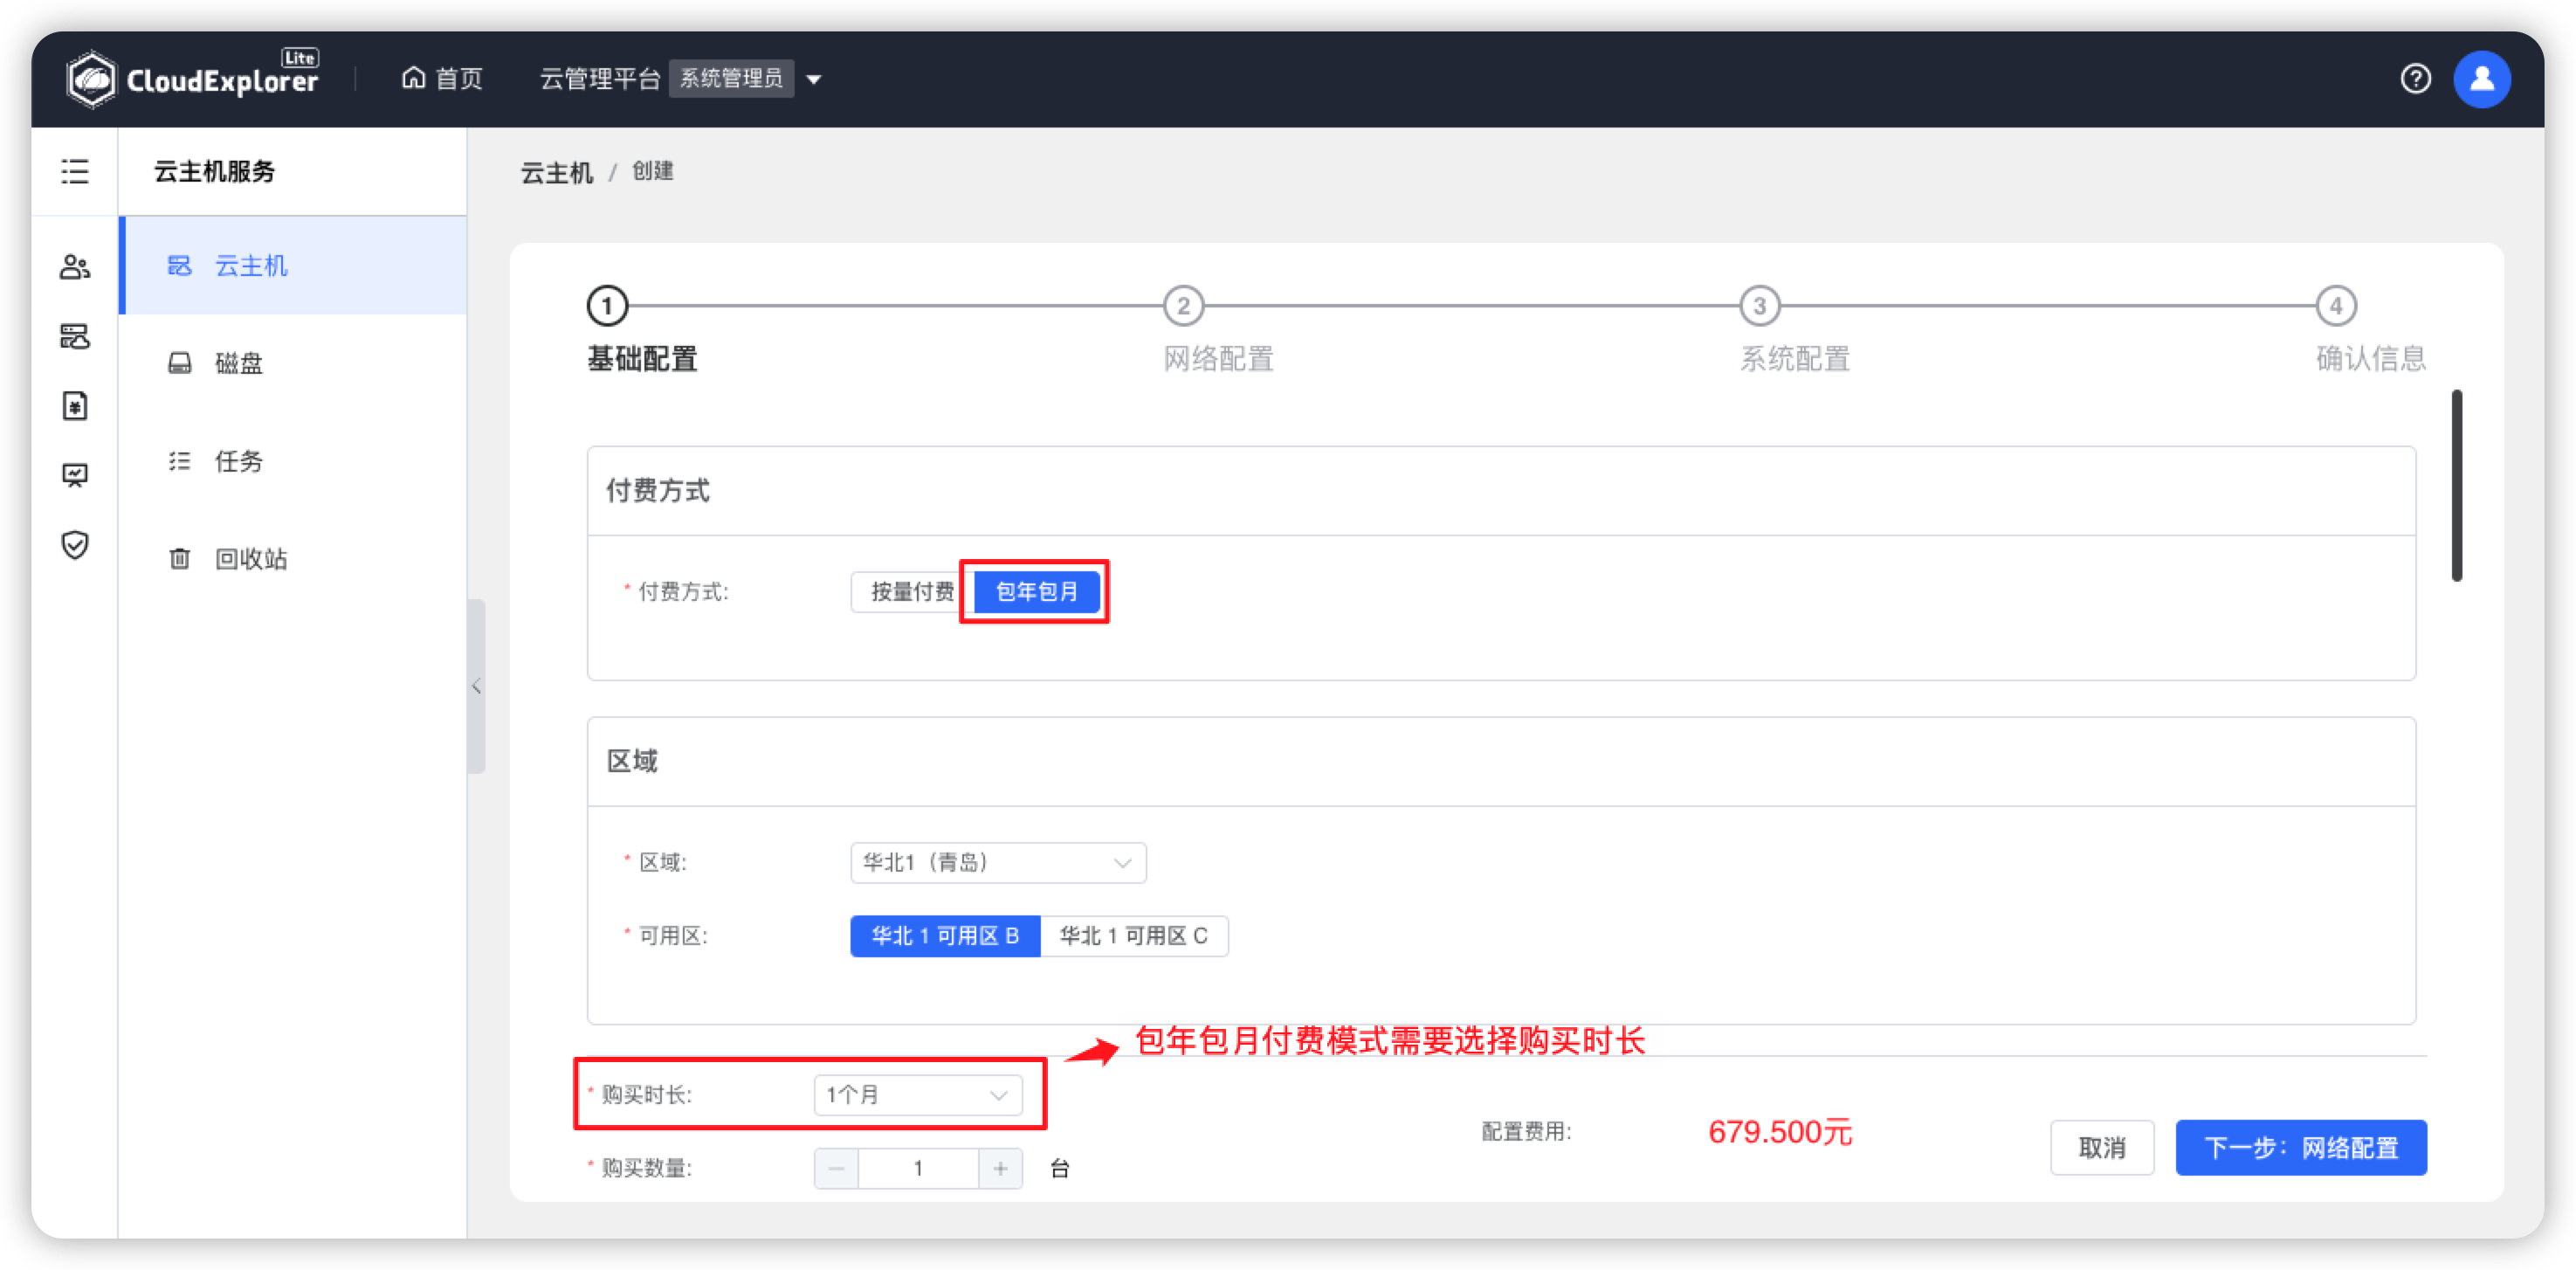 CloudExplorer Lite
首页
云管理平台 系统管理员
云主机服务
云主机
磁盘
任务
回收站
云主机 / 创建
1 2 3 4
基础配置 网络配置 系统配置 确认信息
付费方式
* 付费方式: 按量付费 包年包月
区域
* 区域: 华北1（青岛）
* 可用区: 华北 1 可用区 B 华北 1 可用区 C
包年包月付费模式需要选择购买时长
* 购买时长: 1个月
* 购买数量: − 1 + 台
配置费用: 679.500元
取消 下一步：网络配置